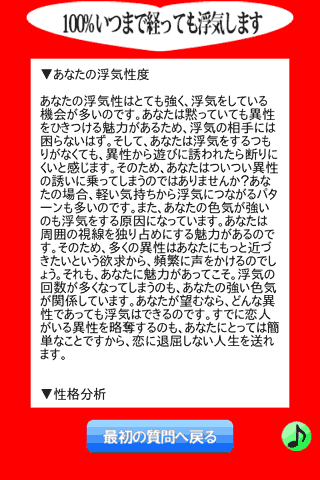 100%いつまで経っても浮気します
▼あなたの浮気性度
あなたの浮気性はとても強く、浮気をしている
機会が多いのです。あなたは黙っていても異性
をひきつける魅力があるため、浮気の相手には
困らないはず。そして、あなたは浮気をするつも
りがなくても、異性から遊びに誘われたら断りに
くいと感じます。そのため、あなたはついつい異性
の誘いに乗ってしまうのではありませんか?あな
たの場合、軽い気持ちから浮気につながるパタ
ーンも多いのです。また、あなたの色気が強い
のも浮気をする原因になっています。あなたは
周囲の視線を独り占めにする魅力があるので
す。そのため、多くの異性はあなたにもっと近づ
きたいという欲求から、頻繁に声をかけるのでし
ょう。それも、あなたに魅力があってこそ。浮気の
回数が多くなってしまうのも、あなたの強い色気
が関係しています。あなたが望むなら、どんな異
性であっても浮気はできるのです。すでに恋人
がいる異性を略奪するのも、あなたにとっては簡
単なことですから、恋に退屈しない人生を送れ
ます。
▼性格分析
最初の質問へ戻る